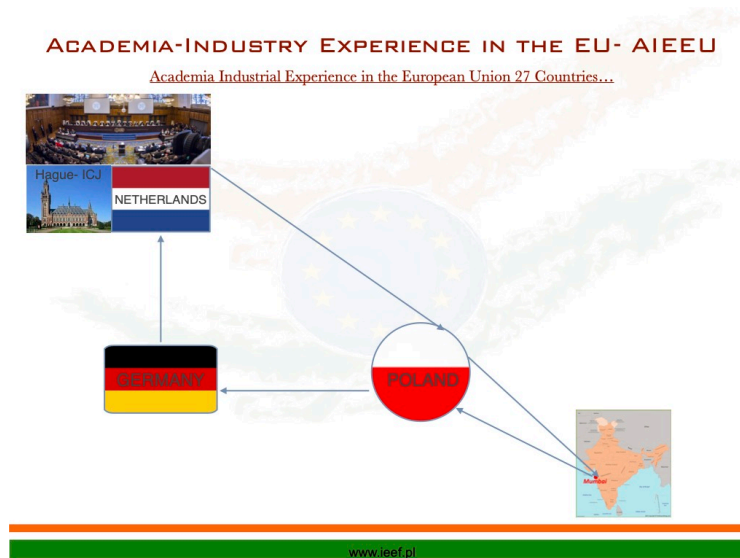 ACADEMIA-INDUSTRY EXPERIENCE IN THE EU- AIEEU
Academia Industrial Experience in the European Union 27 Countries...
Hague- ICJ
NETHERLANDS
GERMANY
POLAND
Mumbai
www.ieef.pl